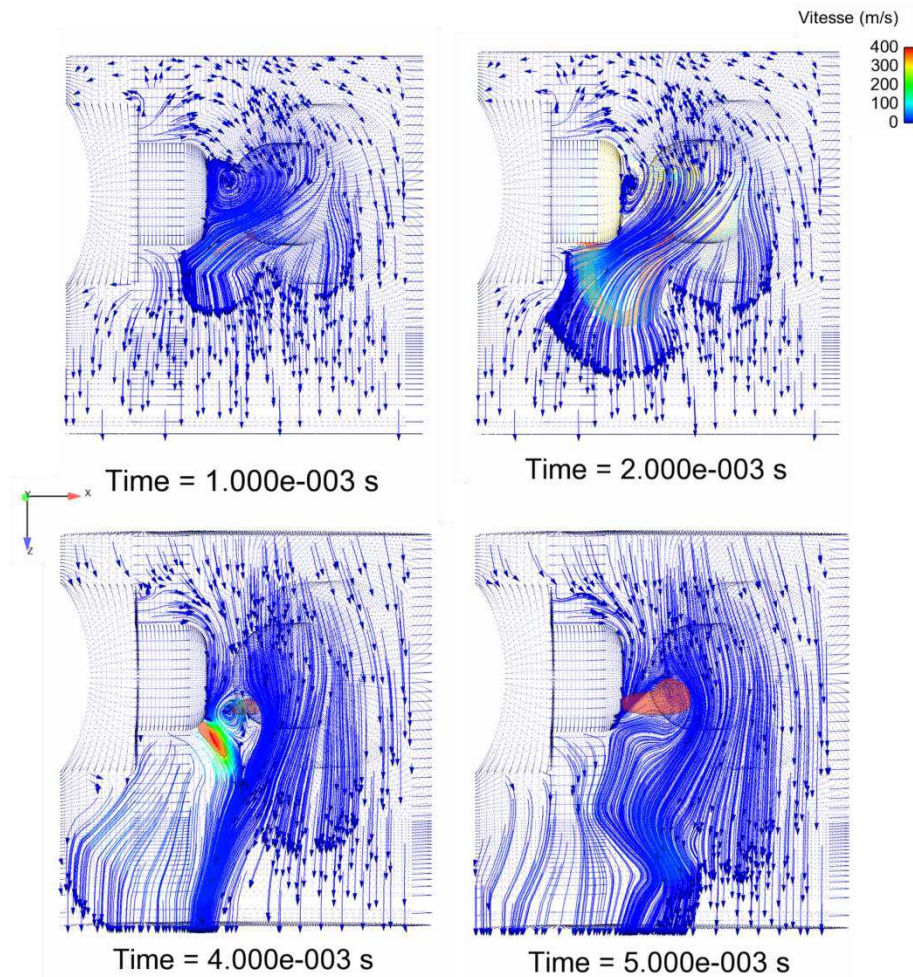 Vitesse (m/s)
400
300
200
100
0
Time = 1.000e-003 s
Time = 2.000e-003 s
Y
x
z
Time = 4.000e-003 s
Time = 5.000e-003 s